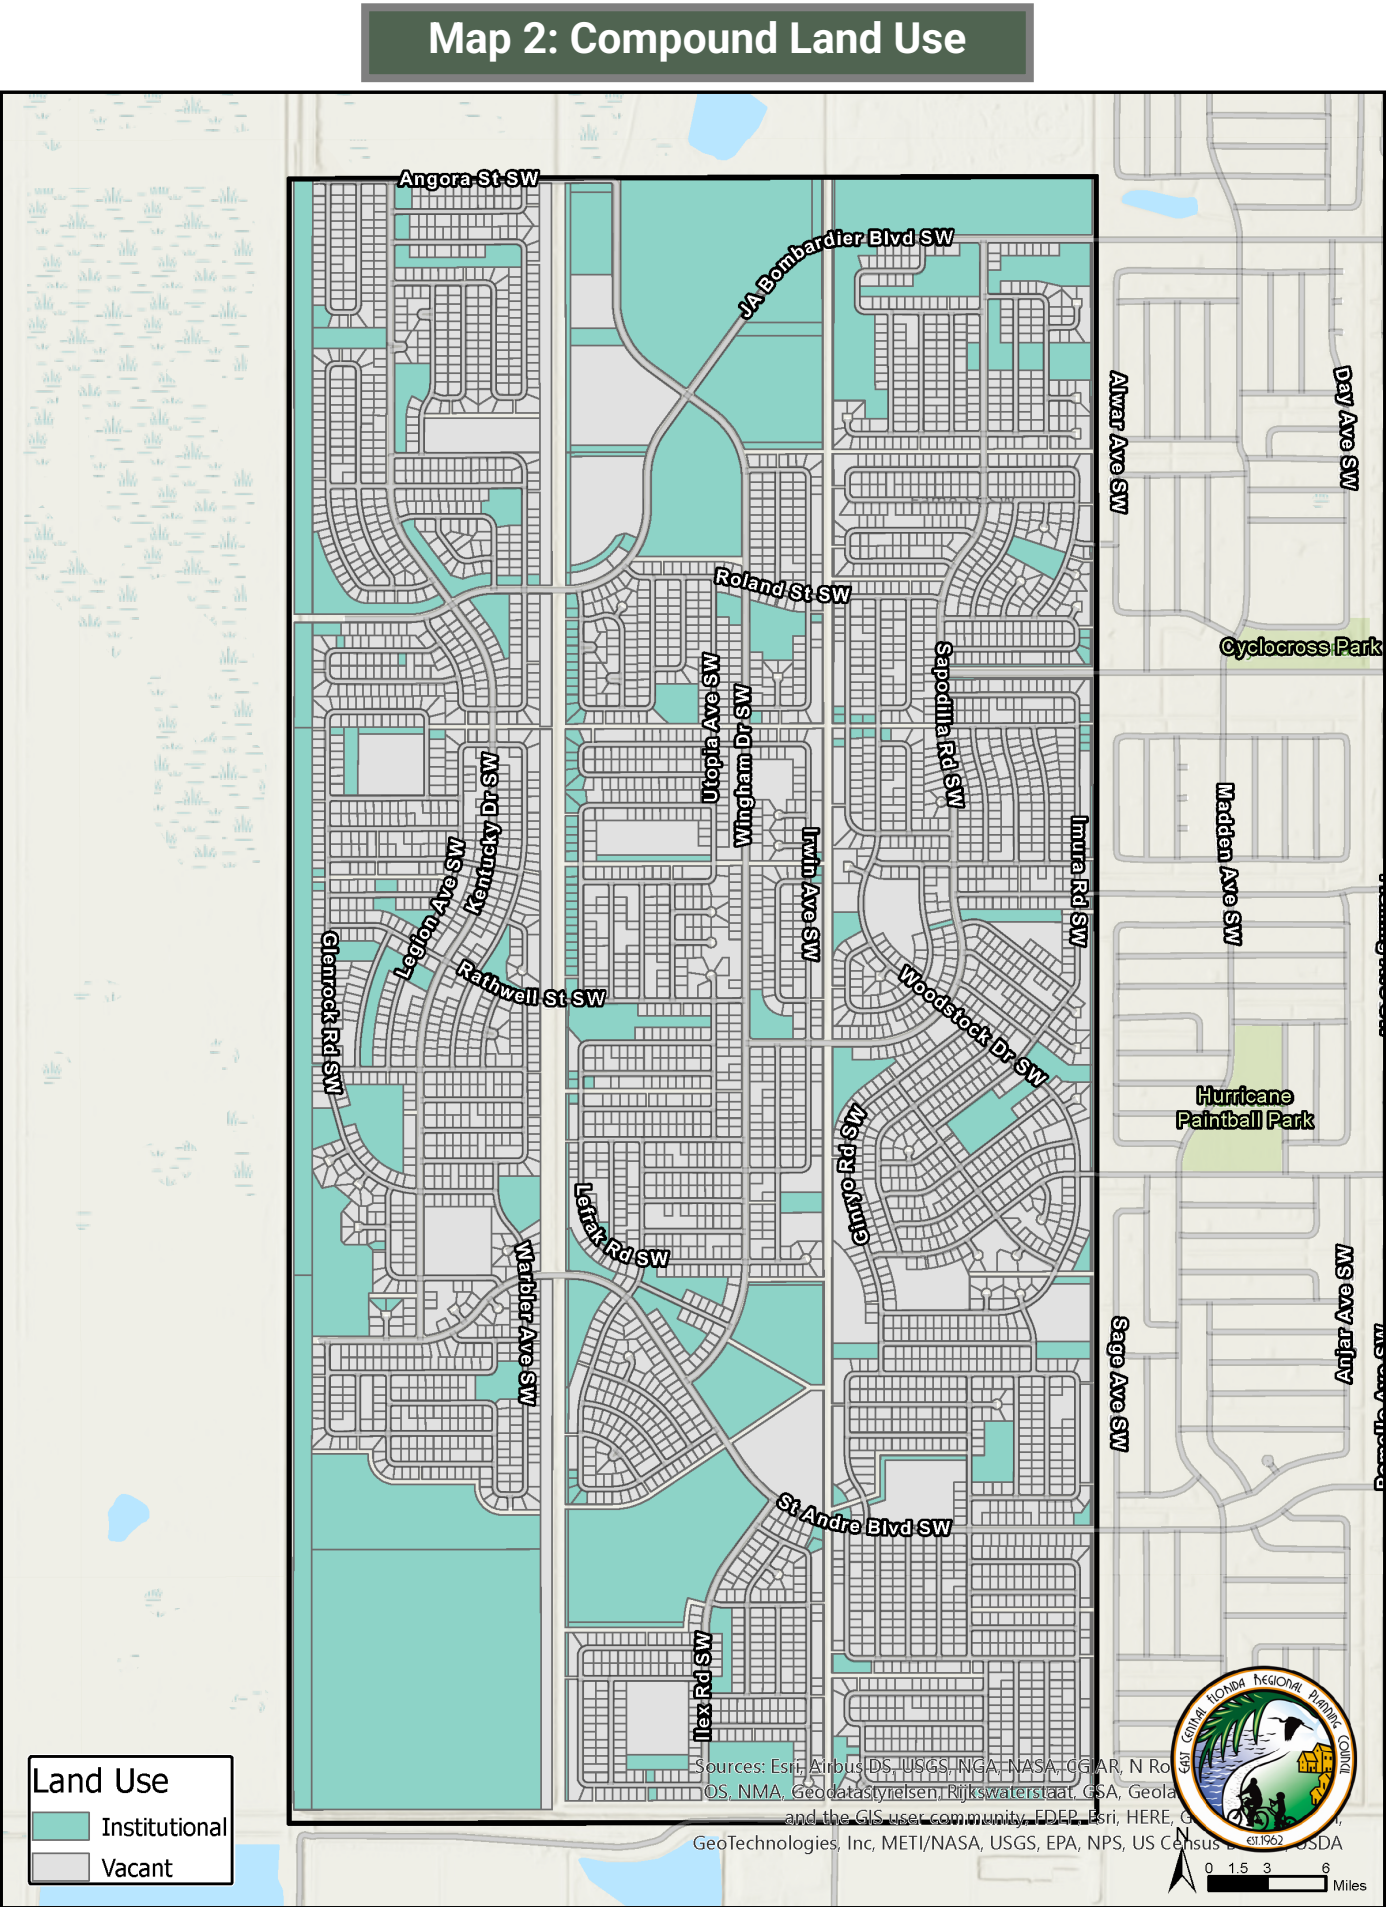 Map 2: Compound Land Use
Angora St SW
JA Bombardier Blvd SW
Alwar Ave SW
Day Ave SW
Roland St SW
Cyclocross Park
Utopia Ave SW
Wingham Dr SW
Sapodilla Rd SW
Kentucky Dr SW
Legion Ave SW
Irwin Ave SW
Imura Rd SW
Madden Ave SW
Glenrock Rd SW
Rathwell St SW
Woodstock Dr SW
Hurricane
Paintball Park
Ginyo Rd SW
Lefrak Rd SW
Warbler Ave SW
Sage Ave SW
Anjar Ave SW
St Andre Blvd SW
Ilex Rd SW
Land Use
Institutional
Vacant
Sources: Esri, Airbus DS, USGS, NGA, NASA, CGIAR, N Ro
OS, NMA, Geodatastyrelsen, Rijkswaterstaat, GSA, Geola
and the GIS user community, FDEP, Esri, HERE, G
GeoTechnologies, Inc, METI/NASA, USGS, EPA, NPS, US Census USDA
EAST CENTRAL FLORIDA REGIONAL PLANNING COUNCIL
EST.1962
N
0 1.5 3 6
Miles